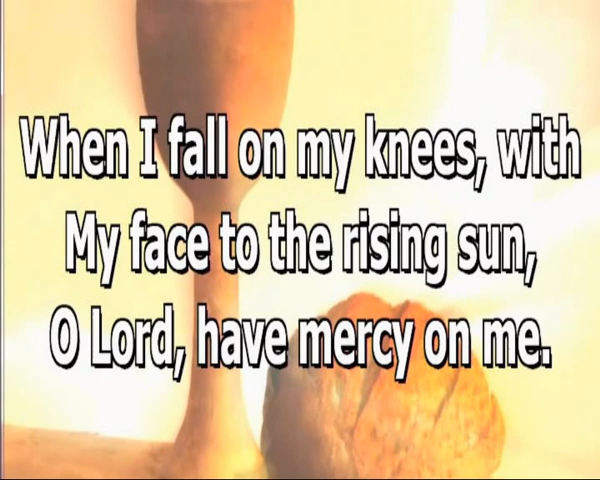 When I fall on my knees, with
My face to the rising sun,
O Lord, have mercy on me.